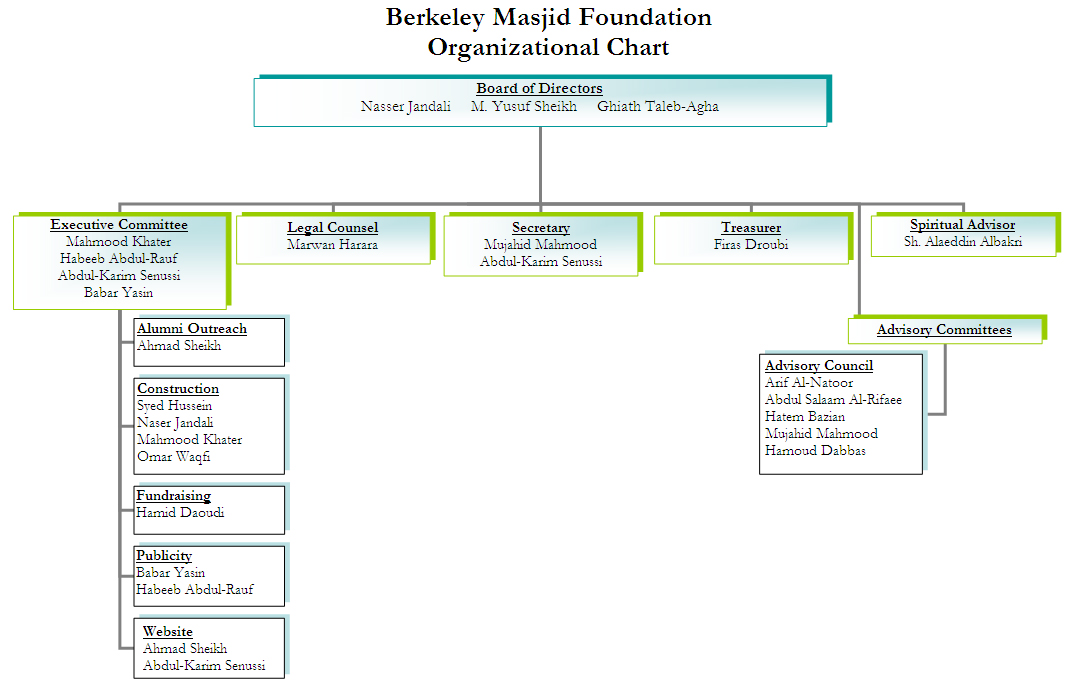 Berkeley Masjid Foundation
Organizational Chart
Board of Directors
Nasser Jandali M. Yusuf Sheikh Ghiath Taleb-Agha
Executive Committee
Mahmood Khater
Habeeb Abdul-Rauf
Abdul-Karim Senussi
Babar Yasin
Legal Counsel
Marwan Harara
Secretary
Mujahid Mahmood
Abdul-Karim Senussi
Treasurer
Firas Droubi
Spiritual Advisor
Sh. Alaeddin Albakri
Alumni Outreach
Ahmad Sheikh
Construction
Syed Hussein
Naser Jandali
Mahmood Khater
Omar Waqfi
Fundraising
Hamid Daoudi
Publicity
Babar Yasin
Habeeb Abdul-Rauf
Website
Ahmad Sheikh
Abdul-Karim Senussi
Advisory Committees
Advisory Council
Arif Al-Natoor
Abdul Salaam Al-Rifaee
Hatem Bazian
Mujahid Mahmood
Hamoud Dabbas